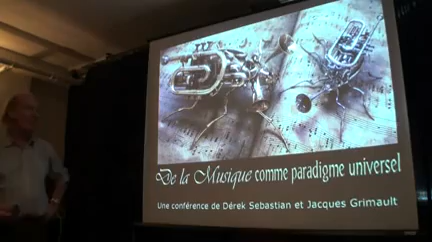 De la Musique comme paradigme universel
Une conférence de Dérek Sebastian et Jacques Grimault